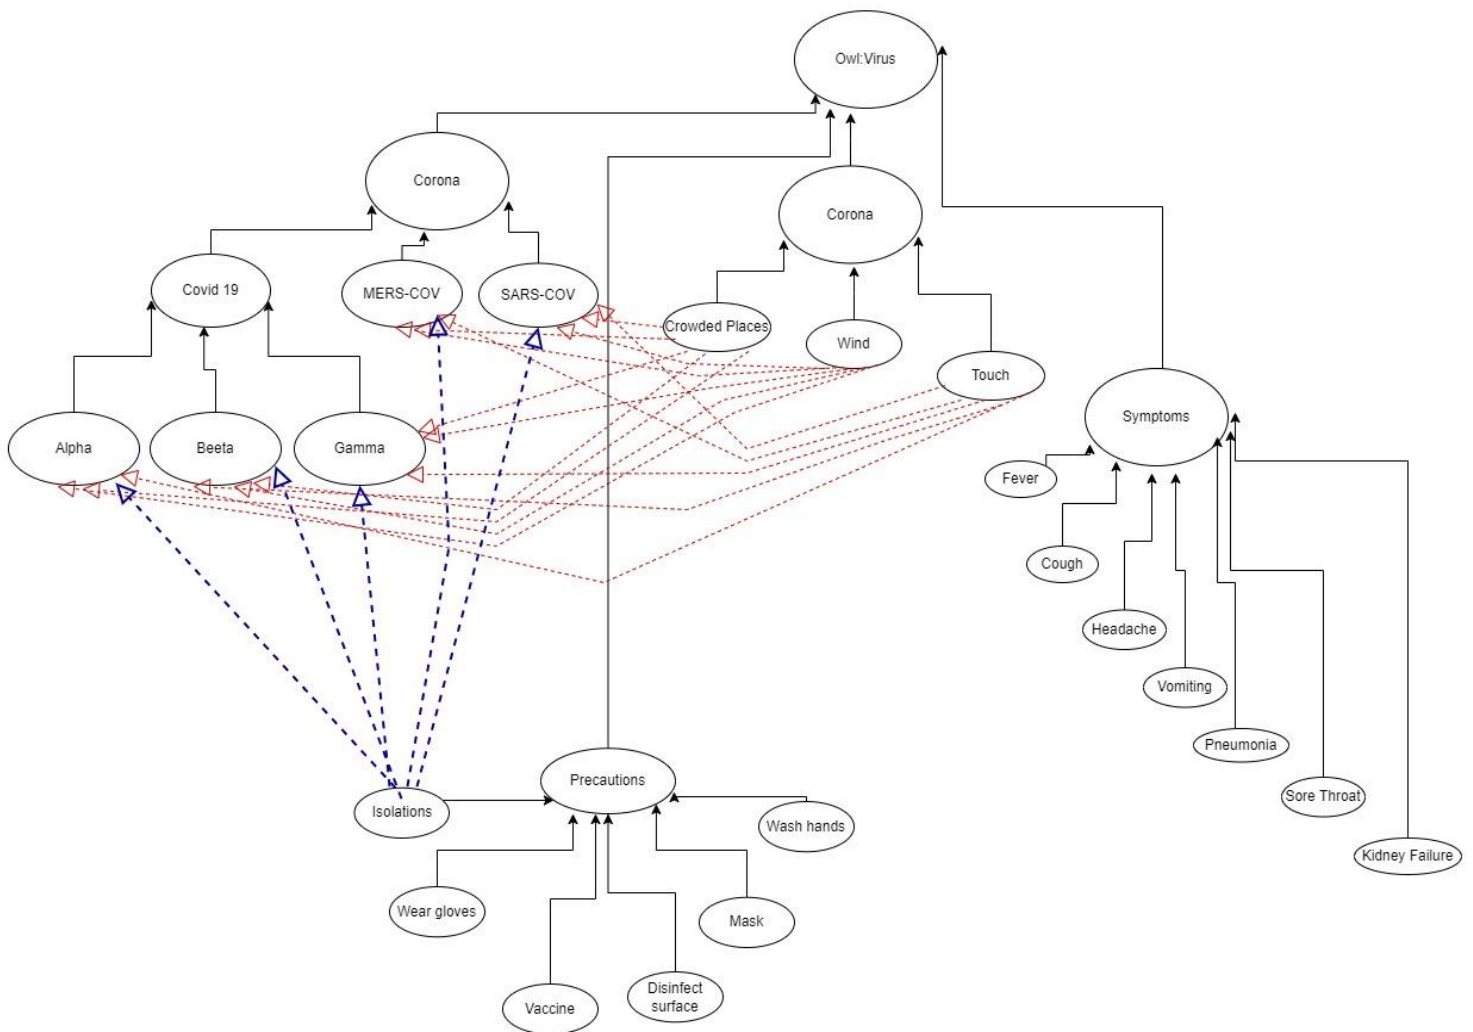 Owl:Virus
Corona
Corona
Covid 19
MERS-COV
SARS-COV
Crowded Places
Wind
Touch
Symptoms
Alpha
Beeta
Gamma
Fever
Cough
Headache
Vomiting
Pneumonia
Sore Throat
Kidney Failure
Precautions
Isolations
Wash hands
Wear gloves
Mask
Vaccine
Disinfect
surface